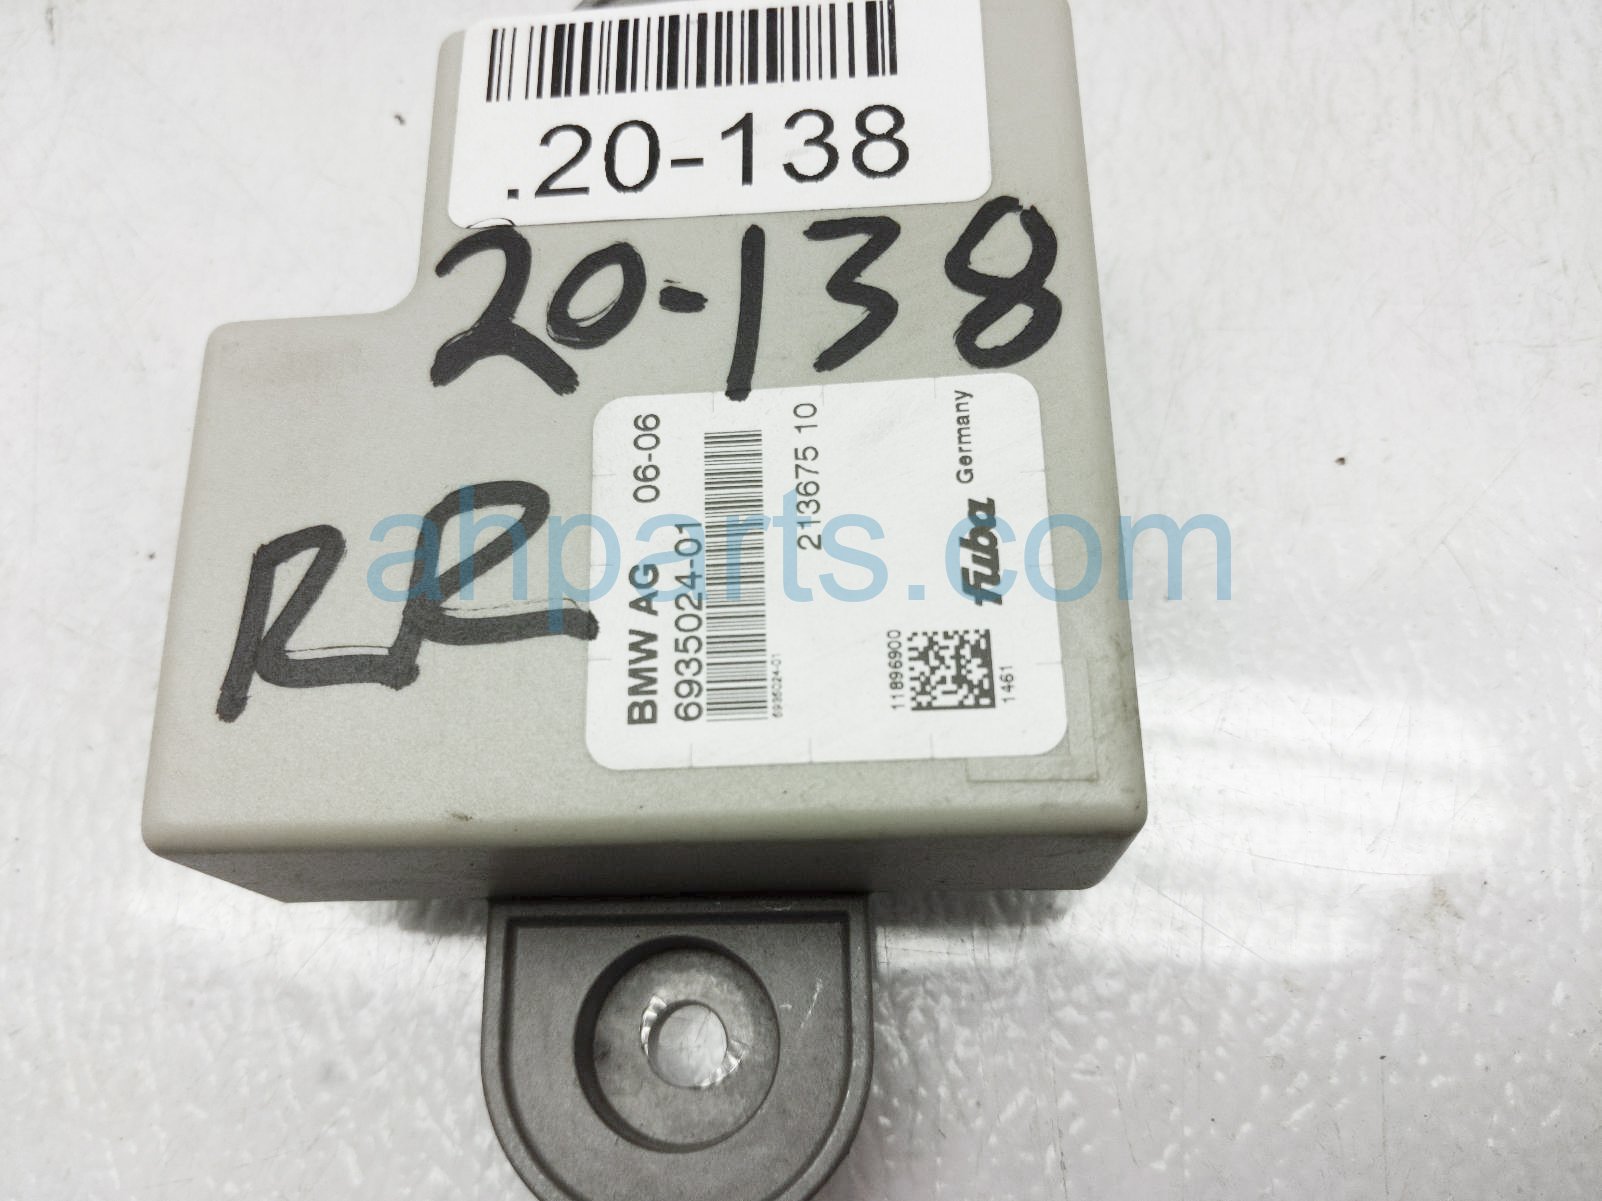 .20-138
20-138
RR
BMW AG 06-06
6935024-01
6935024-01
2136675 10
11896900
1461
fuba Germany
ahparts.com